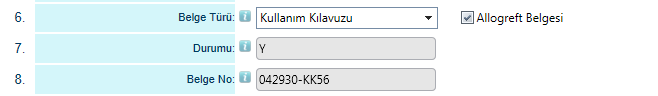 6. Belge Türü: Kullanım Kılavuzu Allogreft Belgesi
7. Durumu: Y
8. Belge No: 042930-KK56